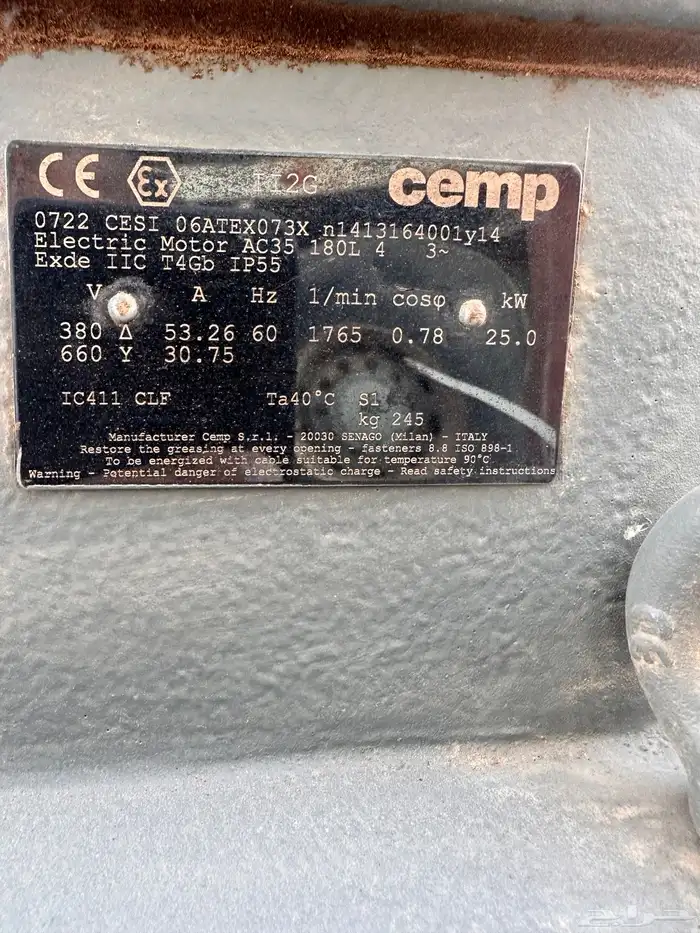 CE Ex II2G cemp
0722 CESI 06ATEX073X n1413164001y14
Electric Motor AC35 180L 4 3~
Exde IIC T4Gb IP55
V A Hz 1/min cosφ kW
380 Δ 53.26 60 1765 0.78 25.0
660 Y 30.75
IC411 CLF Ta40°C S1
kg 245
Manufacturer Cemp S.r.l. - 20030 SENAGO (Milan) - ITALY
Restore the greasing at every opening - fasteners 8.8 ISO 898-1
To be energized with cable suitable for temperature 90°C
Warning - Potential danger of electrostatic charge - Read safety instructions